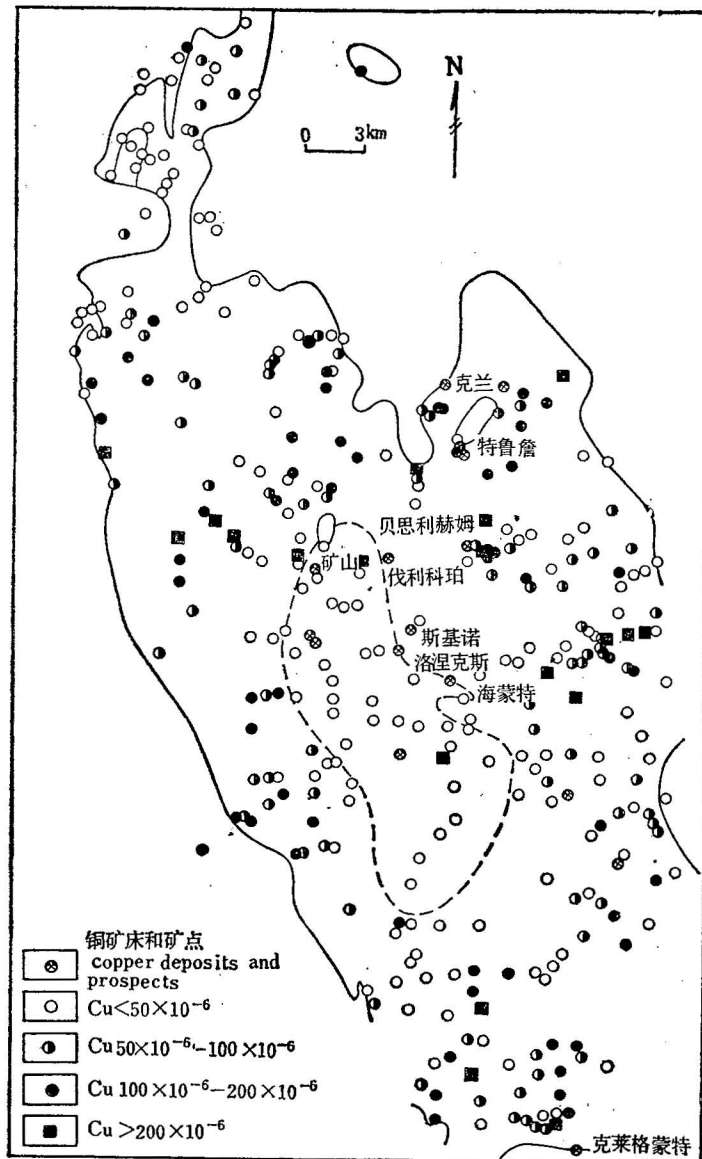 N
0 3km
克兰
特鲁詹
贝思利赫姆
矿山
伐利科珀
斯基诺
洛涅克斯
海蒙特
铜矿床和矿点
copper deposits and
prospects
Cu<50×10⁻⁶
Cu 50×10⁻⁶-100×10⁻⁶
Cu 100×10⁻⁶-200×10⁻⁶
Cu >200×10⁻⁶
克莱格蒙特